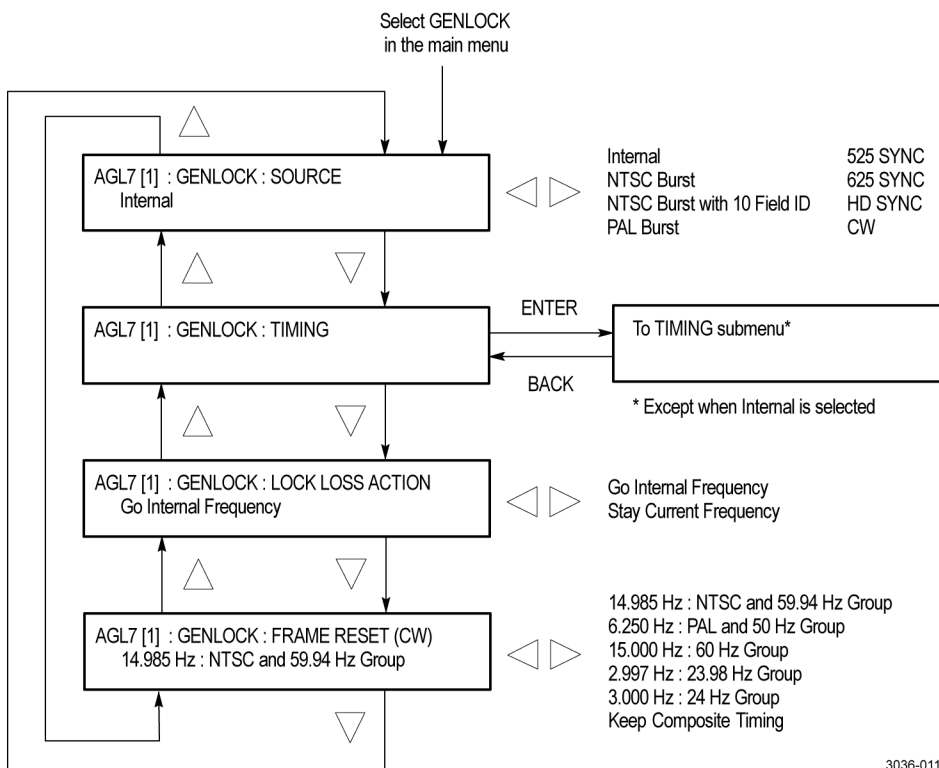 Select GENLOCK
in the main menu
AGL7 [1] : GENLOCK : SOURCE
Internal
Internal 525 SYNC
NTSC Burst 625 SYNC
NTSC Burst with 10 Field ID HD SYNC
PAL Burst CW
AGL7 [1] : GENLOCK : TIMING
ENTER
BACK
To TIMING submenu*
* Except when Internal is selected
AGL7 [1] : GENLOCK : LOCK LOSS ACTION
Go Internal Frequency
Go Internal Frequency
Stay Current Frequency
AGL7 [1] : GENLOCK : FRAME RESET (CW)
14.985 Hz : NTSC and 59.94 Hz Group
14.985 Hz : NTSC and 59.94 Hz Group
6.250 Hz : PAL and 50 Hz Group
15.000 Hz : 60 Hz Group
2.997 Hz : 23.98 Hz Group
3.000 Hz : 24 Hz Group
Keep Composite Timing
3036-011